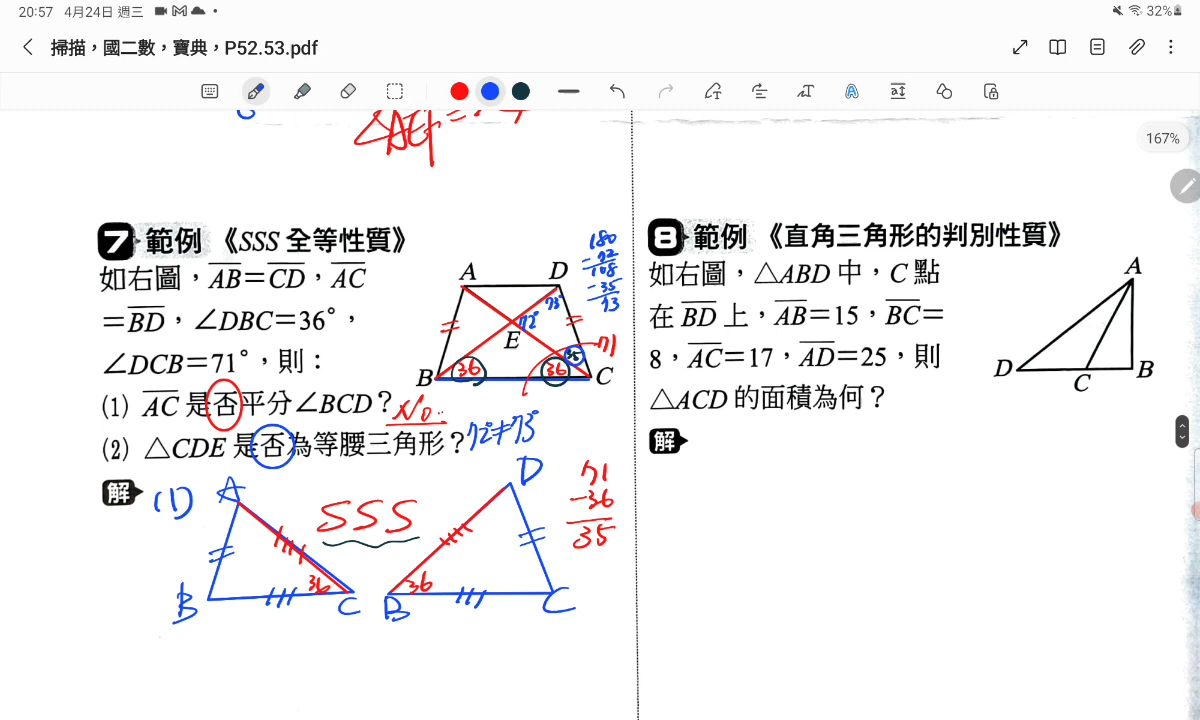 20:57 4月24日 週三
32%
掃描，國二數，寶典，P52.53.pdf
167%
7 範例 《SSS 全等性質》
如右圖，AB=CD，AC
=BD，∠DBC=36°，
∠DCB=71°，則：
(1) AC 是否平分∠BCD？ No.
(2) △CDE 是否為等腰三角形？ 72°≠73°
解
A
D
E
B
C
73°
72°
36
36
35
71
180
-72
108
-35
73
(1)
A
B
C
36
SSS
D
B
C
36
71
-36
35
8 範例 《直角三角形的判別性質》
如右圖，△ABD 中，C 點
在 BD 上，AB=15，BC=
8，AC=17，AD=25，則
△ACD 的面積為何？
解
A
D
C
B